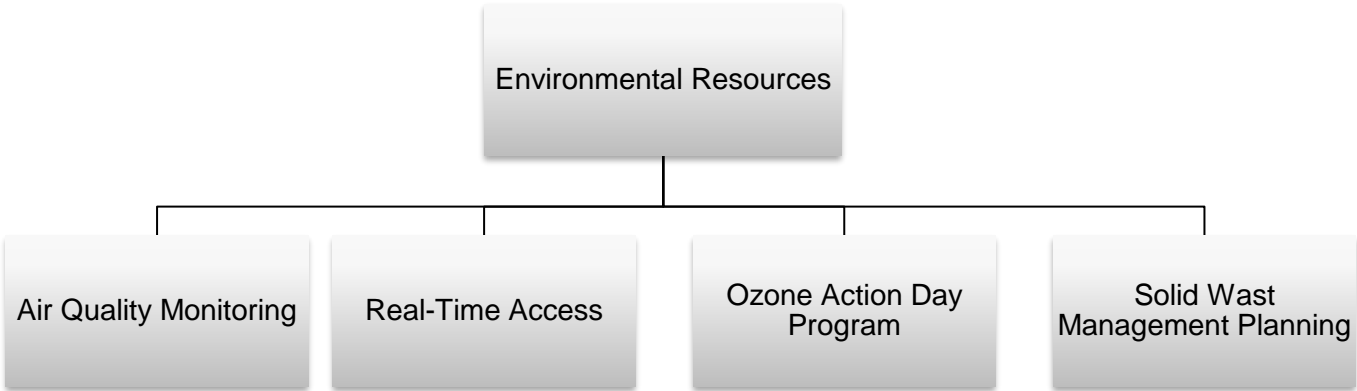 Environmental Resources
Air Quality Monitoring
Real-Time Access
Ozone Action Day
Program
Solid Wast
Management Planning